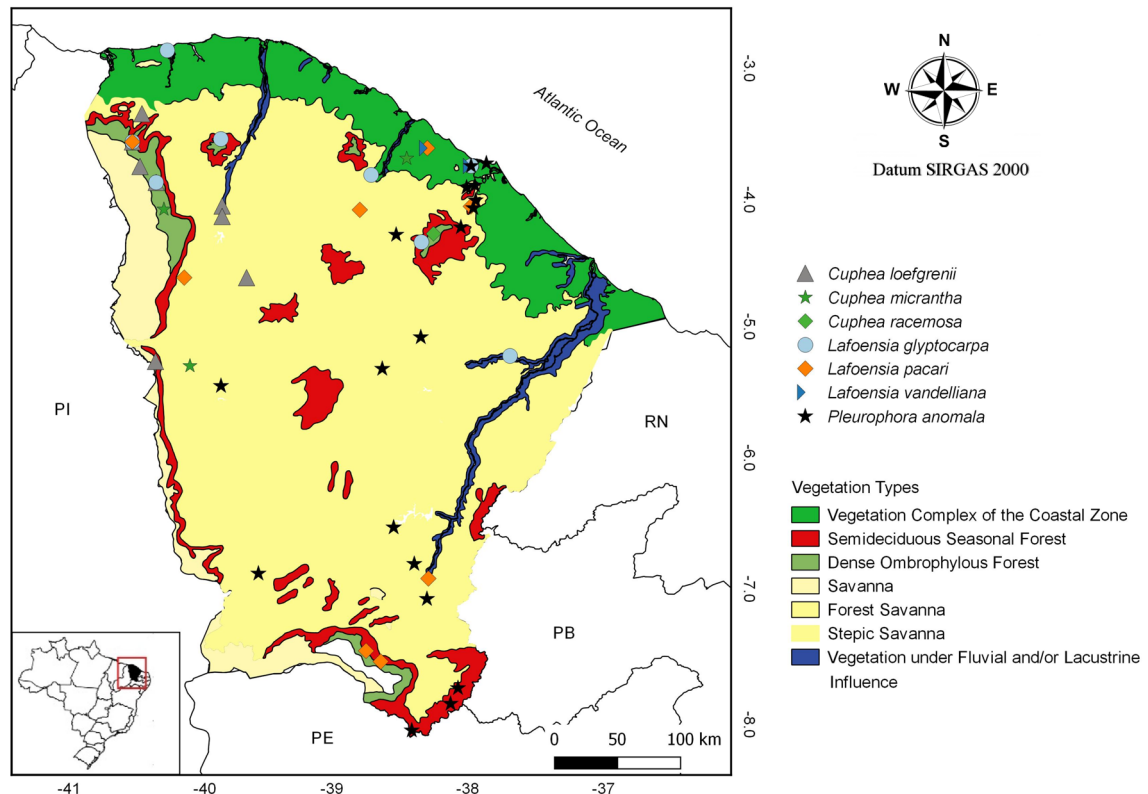 N
W
E
S
Datum SIRGAS 2000
Atlantic Ocean
-3.0
-4.0
-5.0
-6.0
-7.0
-8.0
PI
RN
PB
PE
?
Cuphea loefgrenii
Cuphea micrantha
Cuphea racemosa
Lafoensia glyptocarpa
Lafoensia pacari
Lafoensia vandelliana
Pleurophora anomala
Vegetation Types
Vegetation Complex of the Coastal Zone
Semideciduous Seasonal Forest
Dense Ombrophylous Forest
Savanna
Forest Savanna
Stepic Savanna
Vegetation under Fluvial and/or Lacustrine
Influence
0 50 100 km
-41 -40 -39 -38 -37